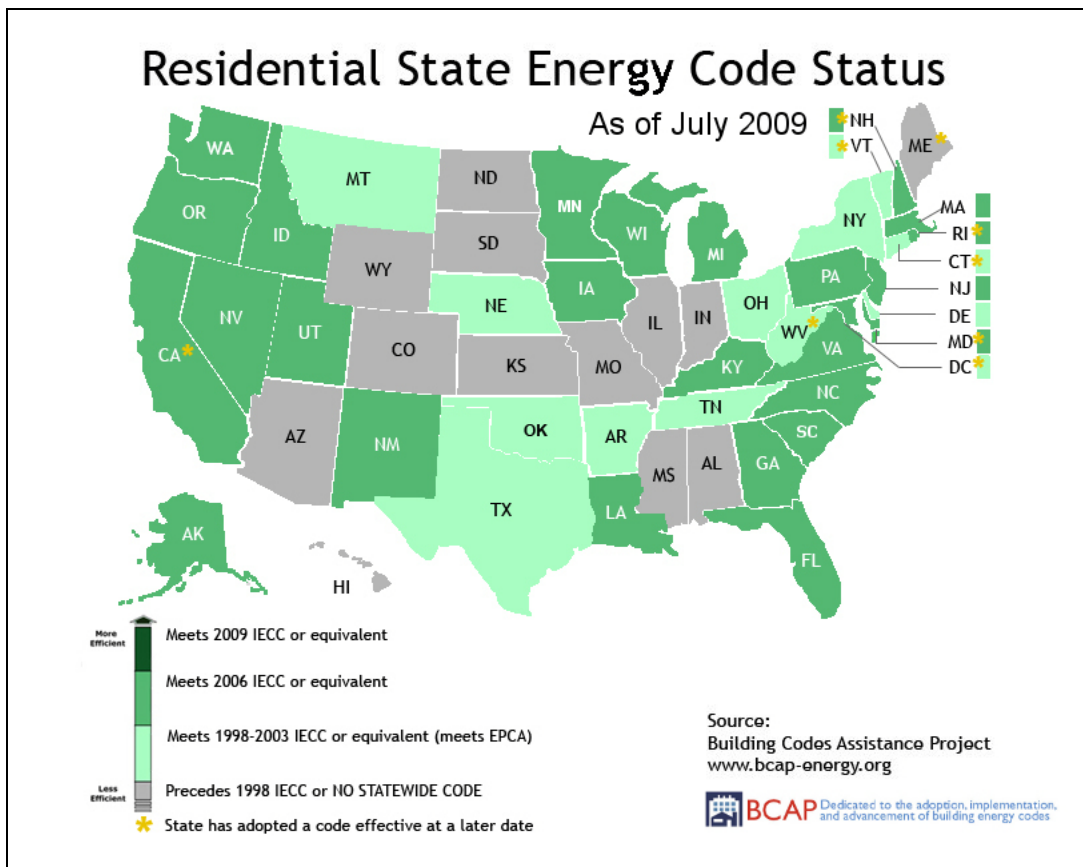 Residential State Energy Code Status
As of July 2009
NH
VT
ME
WA
MT
ND
MN
OR
ID
SD
WI
MI
NY
MA
RI
CT
WY
IA
PA
NJ
NE
OH
DE
NV
UT
IL
IN
WV
MD
CA
CO
KS
MO
KY
VA
DC
TN
NC
AZ
NM
OK
AR
SC
MS
AL
GA
TX
LA
AK
FL
HI
More
Efficient
Meets 2009 IECC or equivalent
Meets 2006 IECC or equivalent
Meets 1998-2003 IECC or equivalent (meets EPCA)
Less
Efficient
Precedes 1998 IECC or NO STATEWIDE CODE
State has adopted a code effective at a later date
Source:
Building Codes Assistance Project
www.bcap-energy.org
BCAP
Dedicated to the adoption, implementation,
and advancement of building energy codes